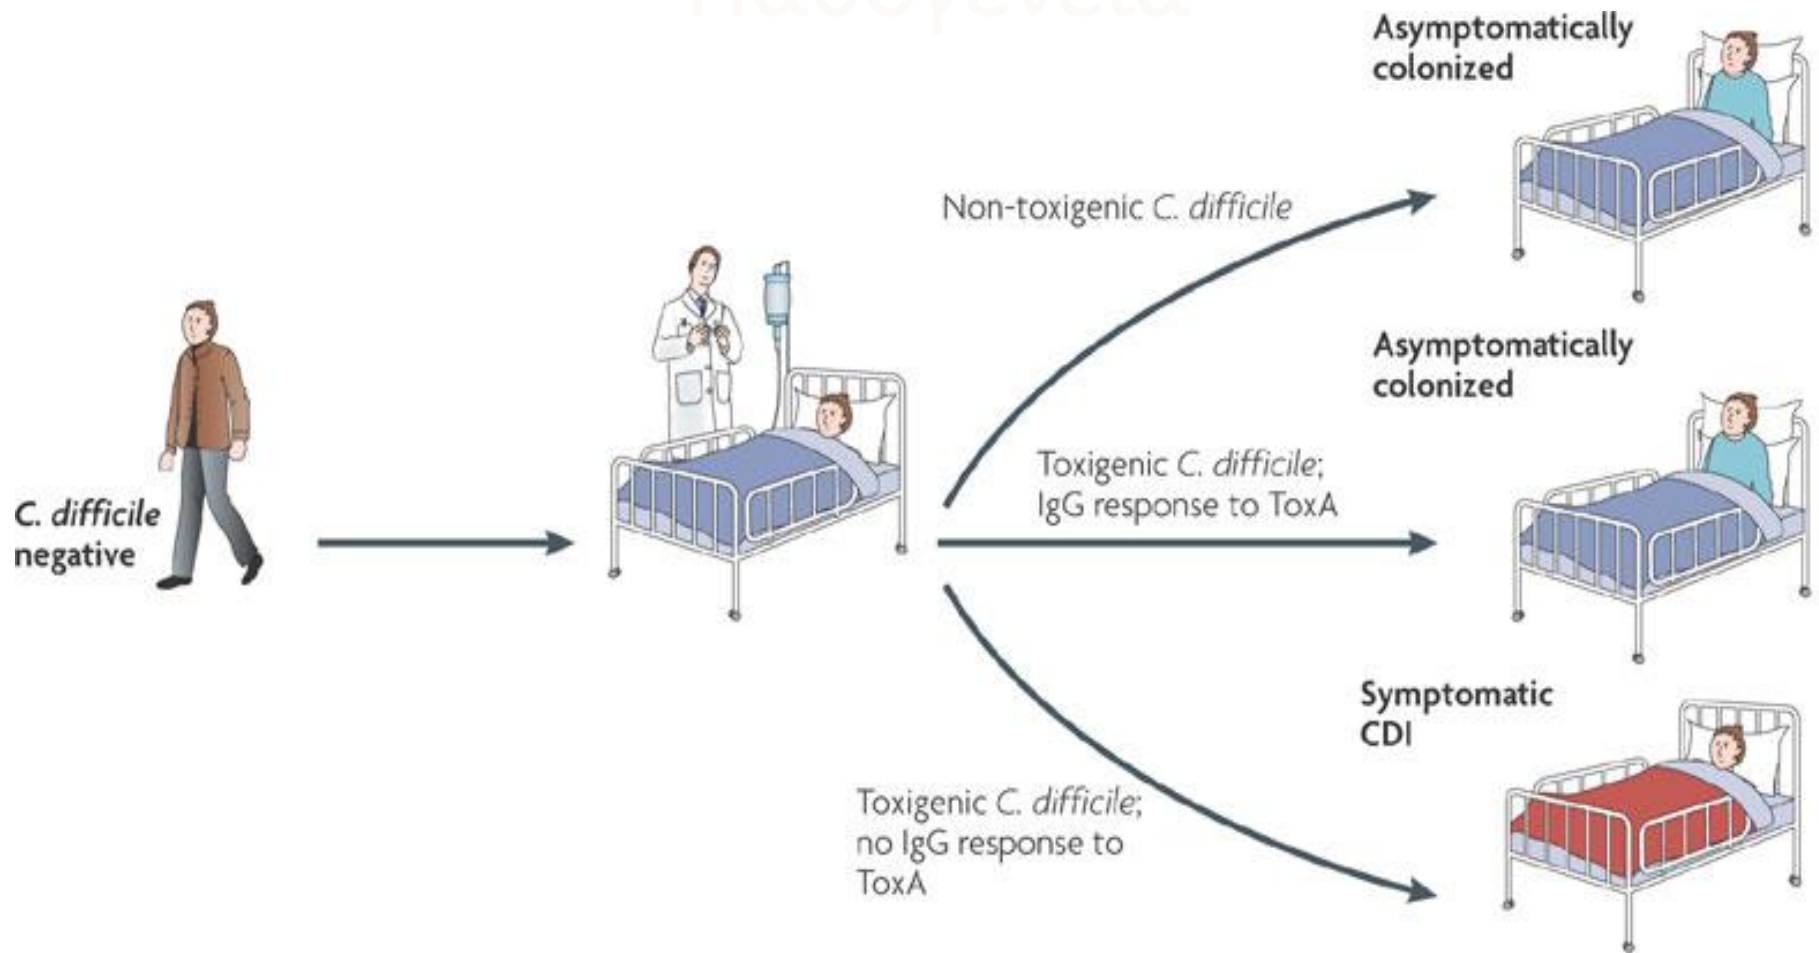 Παθογένεια
Asymptomatically
colonized
Non-toxigenic C. difficile
Asymptomatically
colonized
Toxigenic C. difficile;
IgG response to ToxA
C. difficile
negative
Symptomatic
CDI
Toxigenic C. difficile;
no IgG response to
ToxA